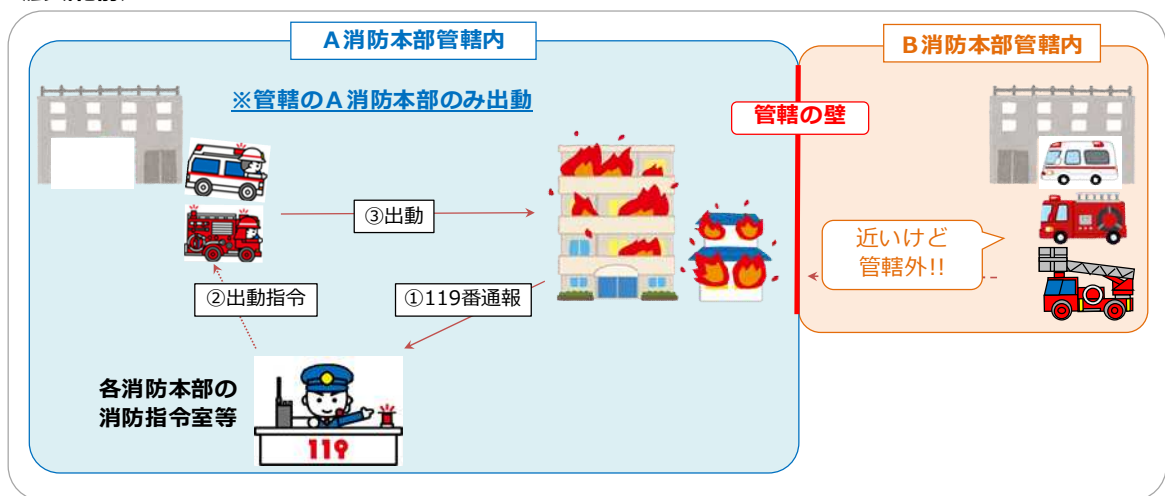 A消防本部管轄内
B消防本部管轄内
※管轄のA消防本部のみ出動
管轄の壁
③出動
近いけど
管轄外!!
②出動指令
①119番通報
各消防本部の
消防指令室等
119